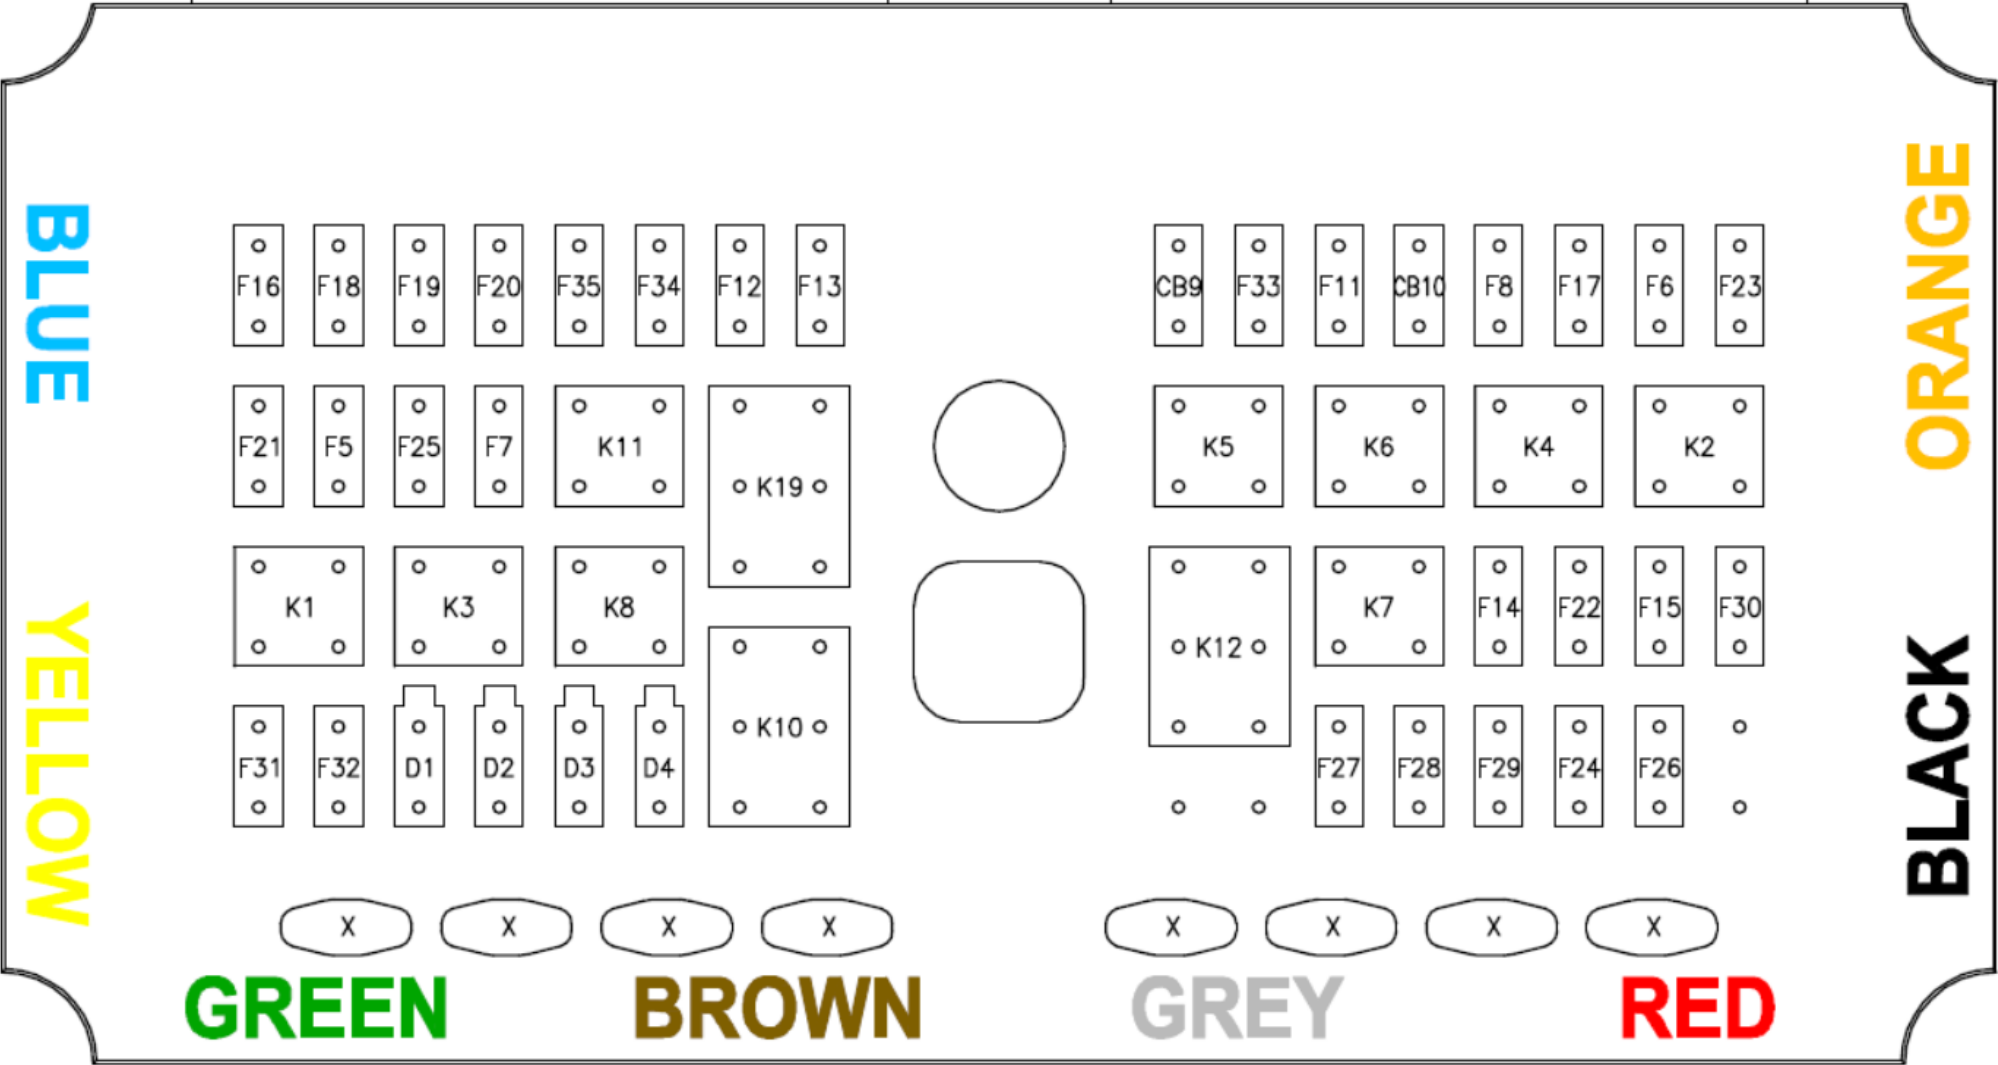 F16 F18 F19 F20 F35 F34 F12 F13 CB9 F33 F11 CB10 F8 F17 F6 F23
F21 F5 F25 F7 K11 K19 K5 K6 K4 K2
K1 K3 K8 K12 K7 F14 F22 F15 F30
F31 F32 D1 D2 D3 D4 K10 F27 F28 F29 F24 F26
X X X X X X X X
BLUE
YELLOW
GREEN BROWN GREY RED
ORANGE
BLACK